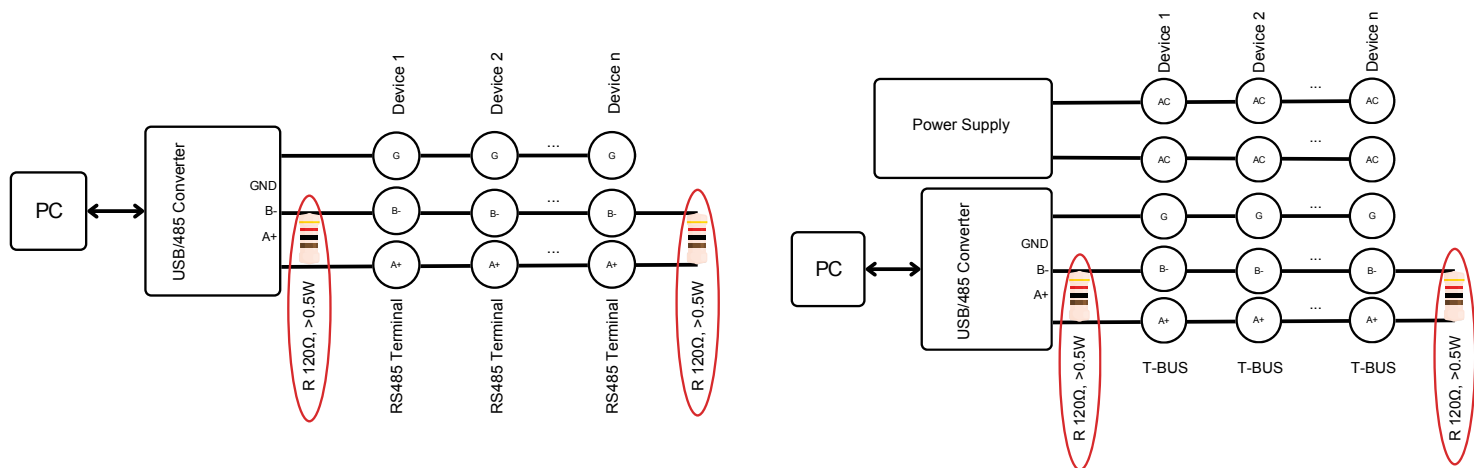 Device 1
Device 2
Device n
PC
USB/485 Converter
GND
B-
A+
G
G
...
G
B-
B-
...
B-
A+
A+
...
A+
R 120Ω, >0.5W
RS485 Terminal
RS485 Terminal
RS485 Terminal
R 120Ω, >0.5W
Device 1
Device 2
Device n
Power Supply
AC
AC
...
AC
AC
AC
...
AC
PC
USB/485 Converter
GND
B-
A+
G
G
...
G
B-
B-
...
B-
A+
A+
...
A+
R 120Ω, >0.5W
T-BUS
T-BUS
T-BUS
R 120Ω, >0.5W